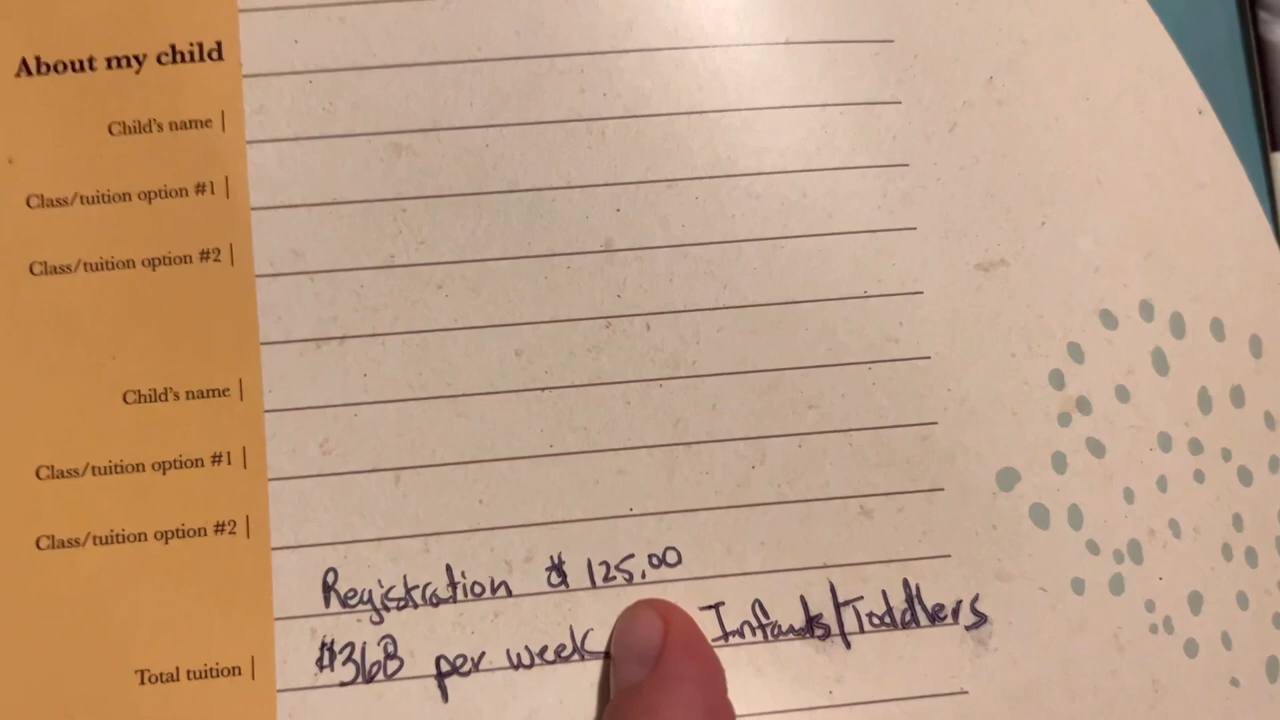 About my child
Child's name |
Class/tuition option #1 |
Class/tuition option #2 |
Child's name |
Class/tuition option #1 |
Class/tuition option #2 |
Registration $ 125.00
Total tuition | $368 per week Infants/Toddlers